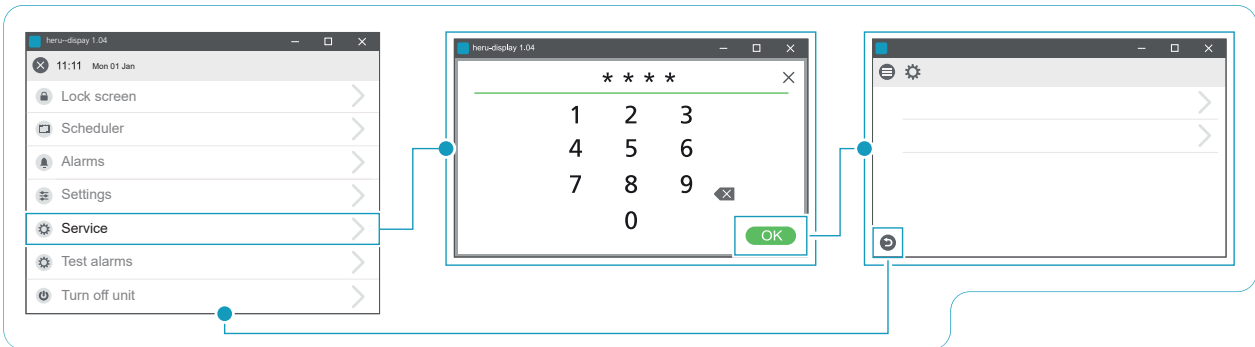 heru--dispay 1.04
11:11 Mon 01 Jan
Lock screen
Scheduler
Alarms
Settings
Service
Test alarms
Turn off unit
heru-display 1.04
* * * *
1 2 3
4 5 6
7 8 9
0
OK